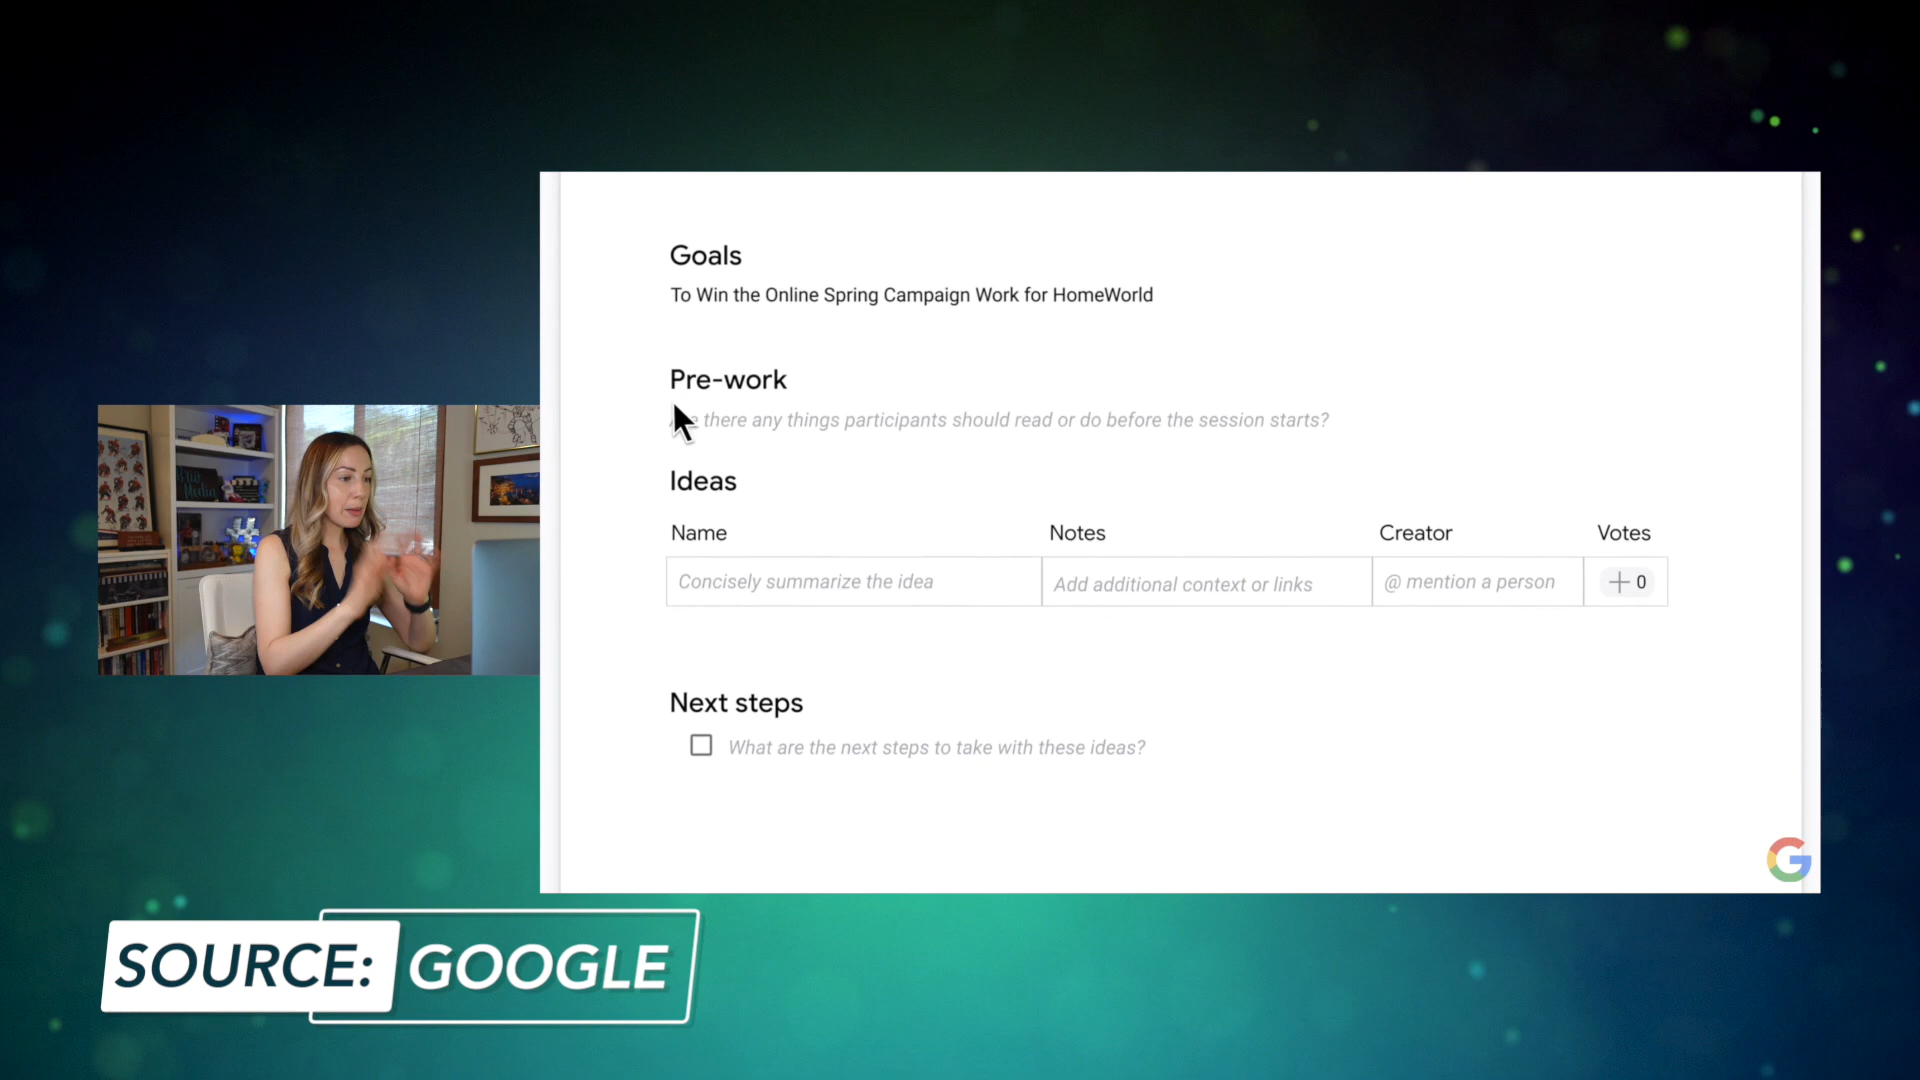 Goals
To Win the Online Spring Campaign Work for HomeWorld
Pre-work
there any things participants should read or do before the session starts?
Ideas
Name Notes Creator Votes
Concisely summarize the idea Add additional context or links @ mention a person + 0
Next steps
What are the next steps to take with these ideas?
Media
SOURCE: GOOGLE